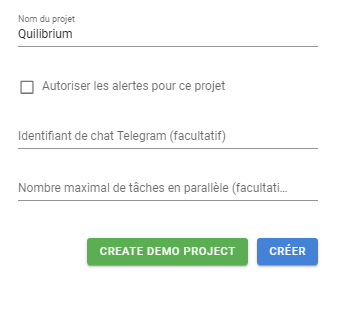 Nom du projet
Quilibrium
Autoriser les alertes pour ce projet
Identifiant de chat Telegram (facultatif)
Nombre maximal de tâches en parallèle (facultati...
CREATE DEMO PROJECT
CRÉER